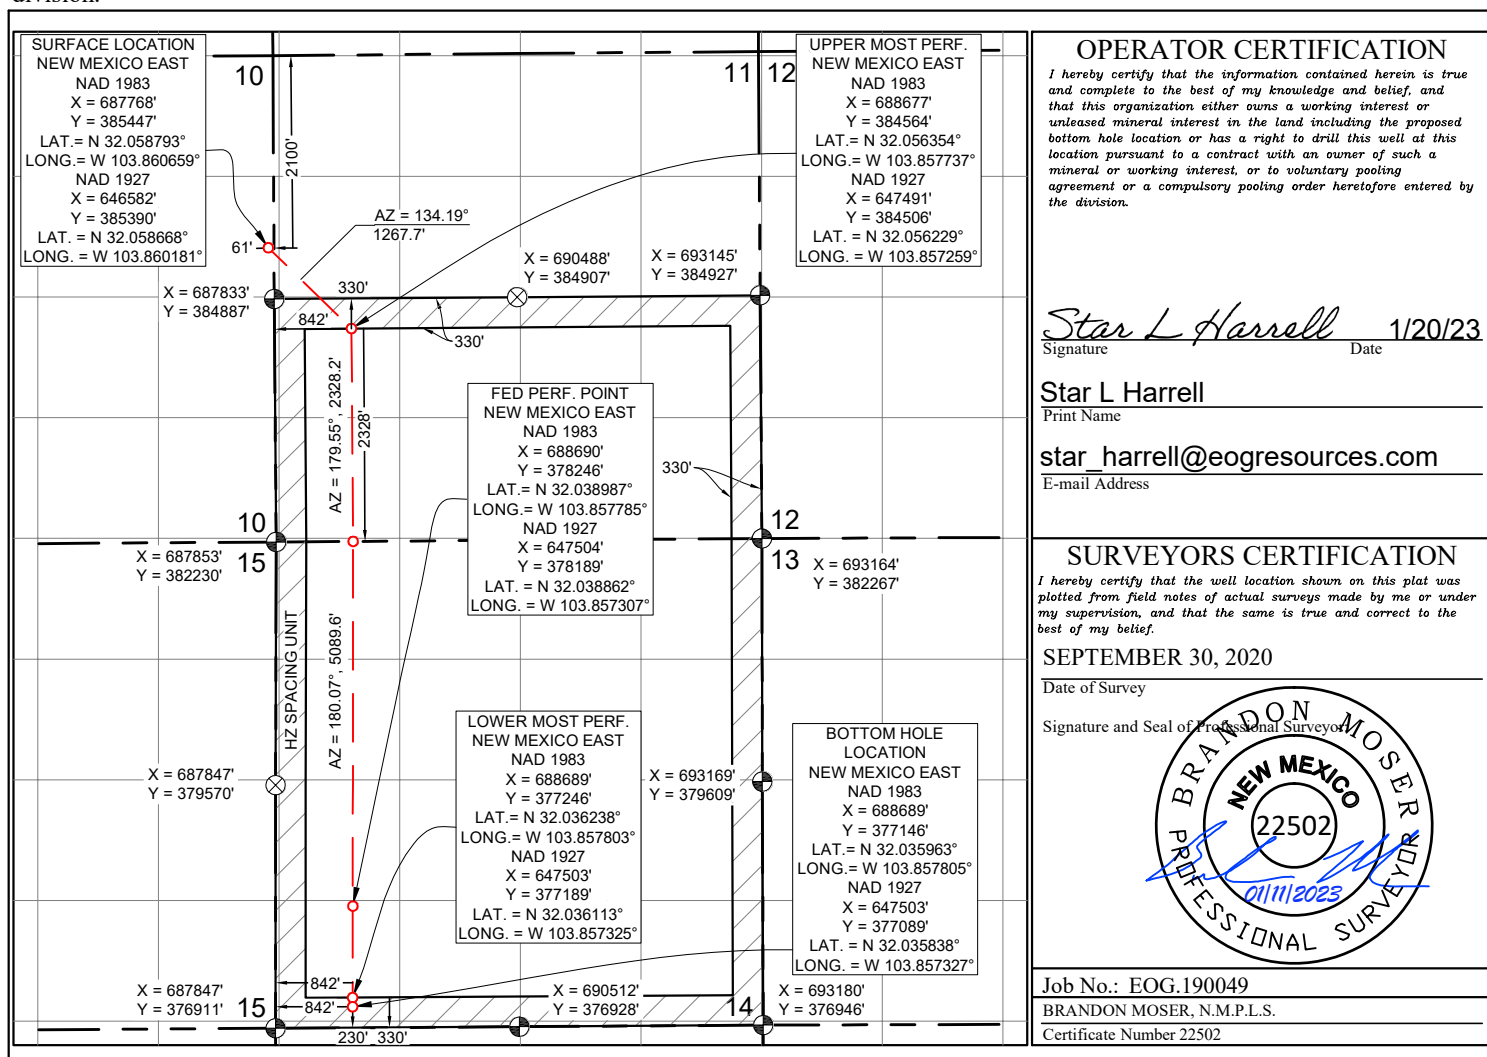 division.
SURFACE LOCATION
NEW MEXICO EAST
NAD 1983
X = 687768'
Y = 385447'
LAT.= N 32.058793°
LONG.= W 103.860659°
NAD 1927
X = 646582'
Y = 385390'
LAT. = N 32.058668°
LONG. = W 103.860181°
10
11
12
2100'
UPPER MOST PERF.
NEW MEXICO EAST
NAD 1983
X = 688677'
Y = 384564'
LAT.= N 32.056354°
LONG.= W 103.857737°
NAD 1927
X = 647491'
Y = 384506'
LAT. = N 32.056229°
LONG. = W 103.857259°
AZ = 134.19°
1267.7'
61'
X = 687833'
Y = 384887'
X = 690488'
Y = 384907'
X = 693145'
Y = 384927'
330'
842'
330'
AZ = 179.55°, 2328.2'
2328'
FED PERF. POINT
NEW MEXICO EAST
NAD 1983
X = 688690'
Y = 378246'
LAT.= N 32.038987°
LONG.= W 103.857785°
NAD 1927
X = 647504'
Y = 378189'
LAT. = N 32.038862°
LONG. = W 103.857307°
330'
10
15
12
13
X = 687853'
Y = 382230'
X = 693164'
Y = 382267'
HZ SPACING UNIT
AZ = 180.07°, 5089.6'
LOWER MOST PERF.
NEW MEXICO EAST
NAD 1983
X = 688689'
Y = 377246'
LAT.= N 32.036238°
LONG.= W 103.857803°
NAD 1927
X = 647503'
Y = 377189'
LAT. = N 32.036113°
LONG. = W 103.857325°
X = 687847'
Y = 379570'
X = 693169'
Y = 379609'
BOTTOM HOLE
LOCATION
NEW MEXICO EAST
NAD 1983
X = 688689'
Y = 377146'
LAT.= N 32.035963°
LONG.= W 103.857805°
NAD 1927
X = 647503'
Y = 377089'
LAT. = N 32.035838°
LONG. = W 103.857327°
842'
842'
X = 687847'
Y = 376911'
15
X = 690512'
Y = 376928'
14
X = 693180'
Y = 376946'
230'
330'
OPERATOR CERTIFICATION
I hereby certify that the information contained herein is true
and complete to the best of my knowledge and belief, and
that this organization either owns a working interest or
unleased mineral interest in the land including the proposed
bottom hole location or has a right to drill this well at this
location pursuant to a contract with an owner of such a
mineral or working interest, or to voluntary pooling
agreement or a compulsory pooling order heretofore entered by
the division.
Star L Harrell 1/20/23
Signature Date
Star L Harrell
Print Name
star_harrell@eogresources.com
E-mail Address
SURVEYORS CERTIFICATION
I hereby certify that the well location shown on this plat was
plotted from field notes of actual surveys made by me or under
my supervision, and that the same is true and correct to the
best of my belief.
SEPTEMBER 30, 2020
Date of Survey
Signature and Seal of Professional Surveyor:
BRANDON MOSER
NEW MEXICO
22502
01/11/2023
PROFESSIONAL SURVEYOR
Job No.: EOG.190049
BRANDON MOSER, N.M.P.L.S.
Certificate Number 22502